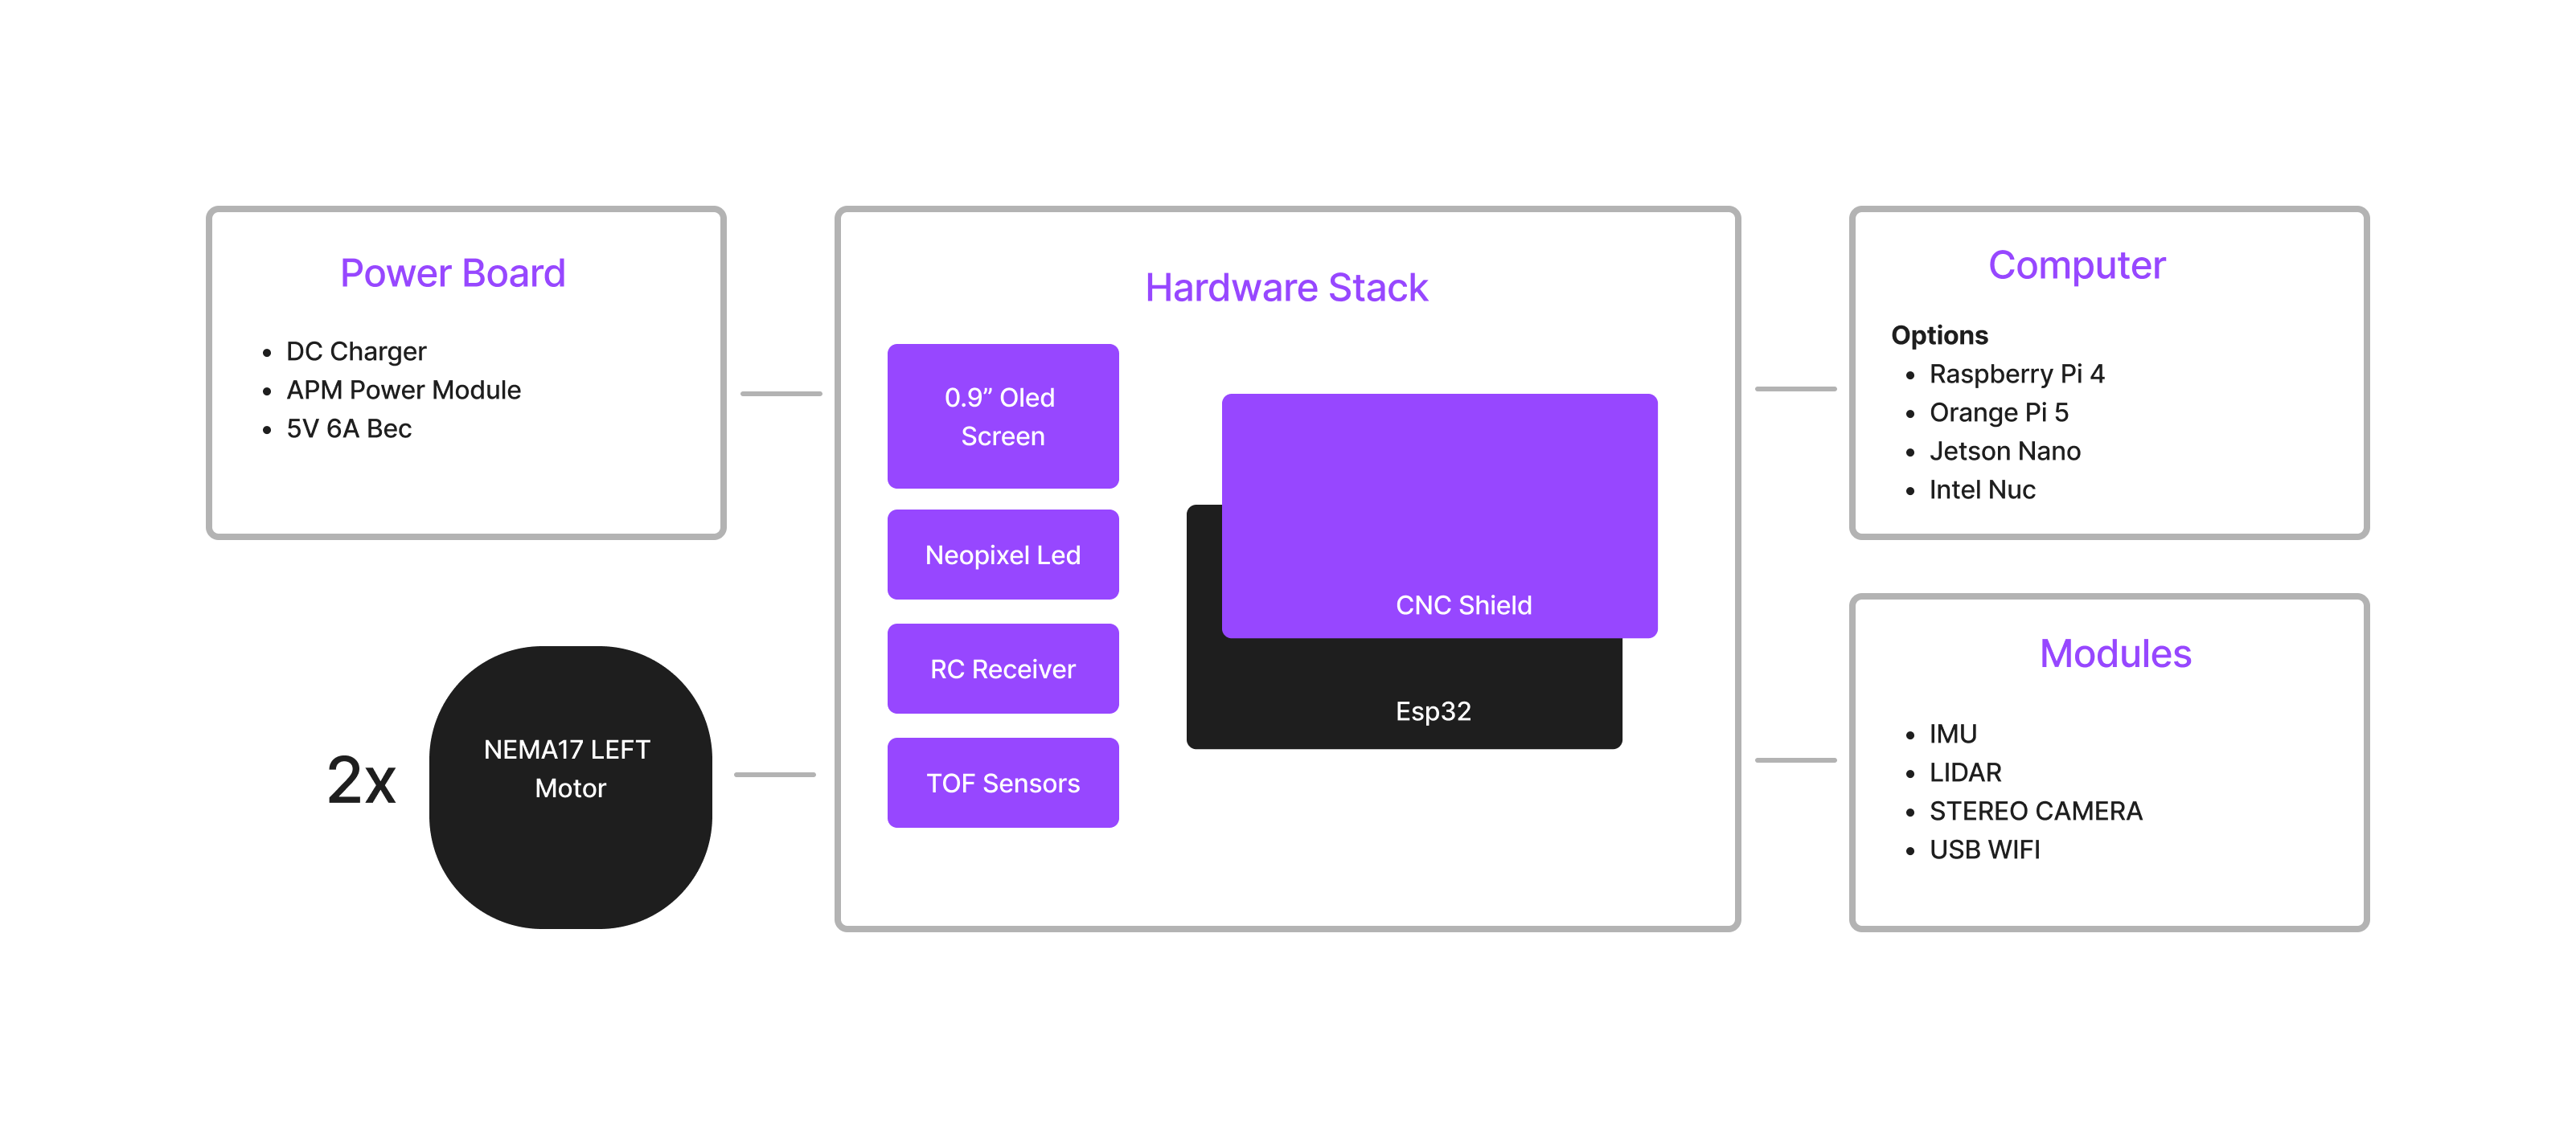 Power Board
DC Charger
APM Power Module
5V 6A Bec
2x
NEMA17 LEFT
Motor
Hardware Stack
0.9” Oled
Screen
Neopixel Led
RC Receiver
TOF Sensors
CNC Shield
Esp32
Computer
Options
Raspberry Pi 4
Orange Pi 5
Jetson Nano
Intel Nuc
Modules
IMU
LIDAR
STEREO CAMERA
USB WIFI